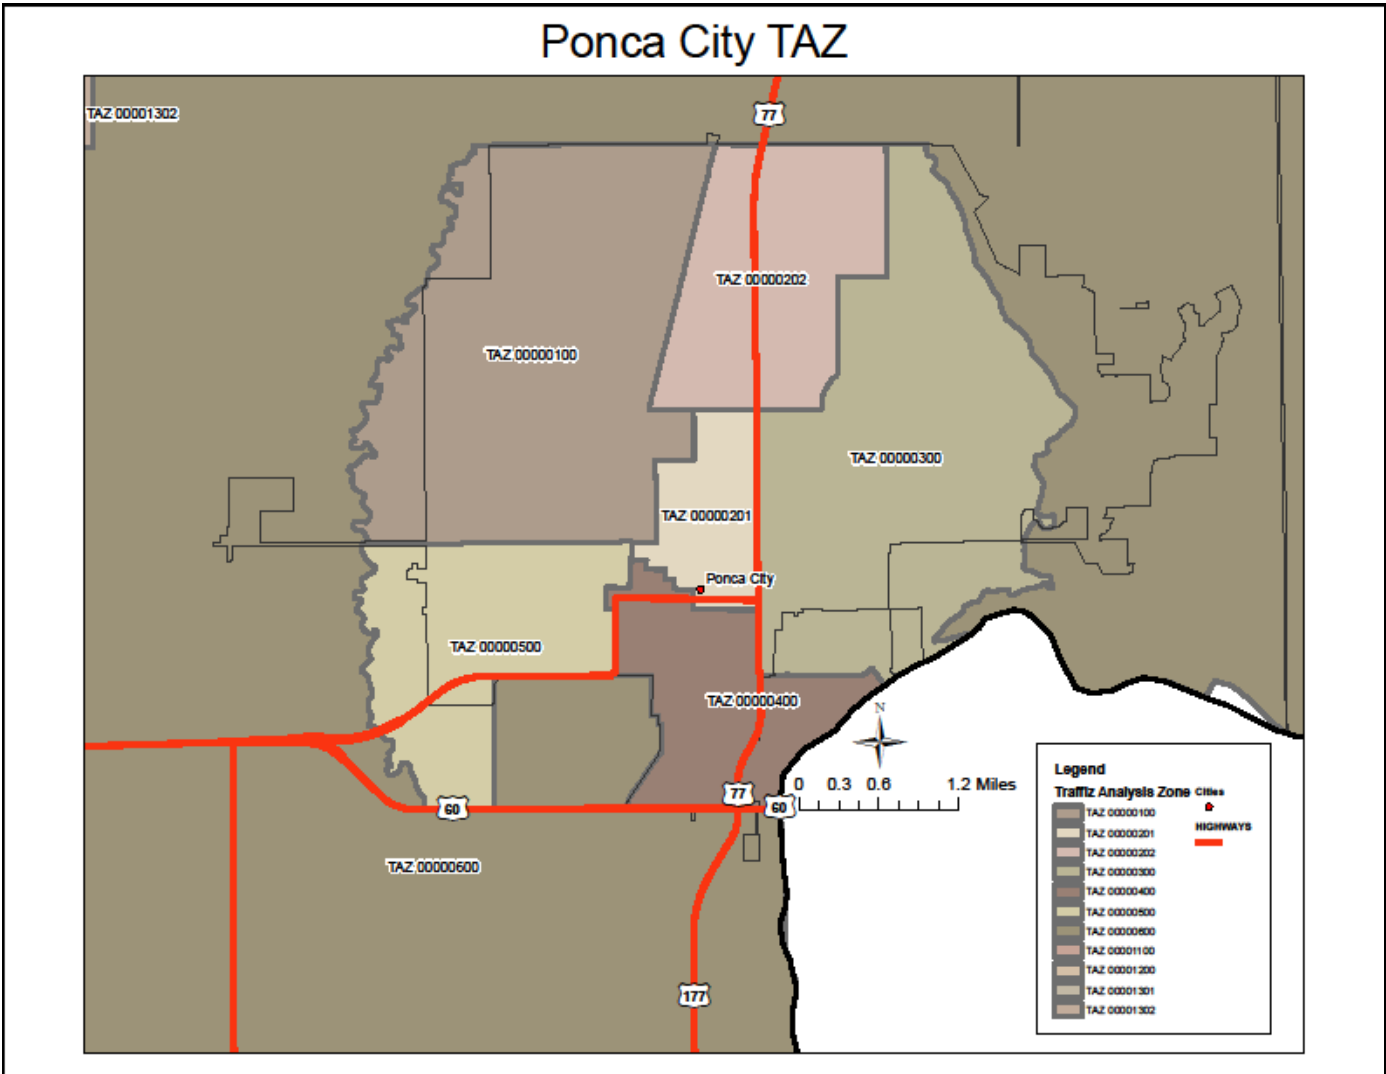 Ponca City TAZ
TAZ 00001302
77
TAZ 00000202
TAZ 00000100
TAZ 00000300
TAZ 00000201
Ponca City
TAZ 00000500
TAZ 00000400
N
0 0.3 0.6 1.2 Miles
77
60
60
TAZ 00000600
177
Legend
Traffiz Analysis Zone
TAZ 00000100
TAZ 00000201
TAZ 00000202
TAZ 00000300
TAZ 00000400
TAZ 00000500
TAZ 00000600
TAZ 00001100
TAZ 00001200
TAZ 00001301
TAZ 00001302
Cities
HIGHWAYS